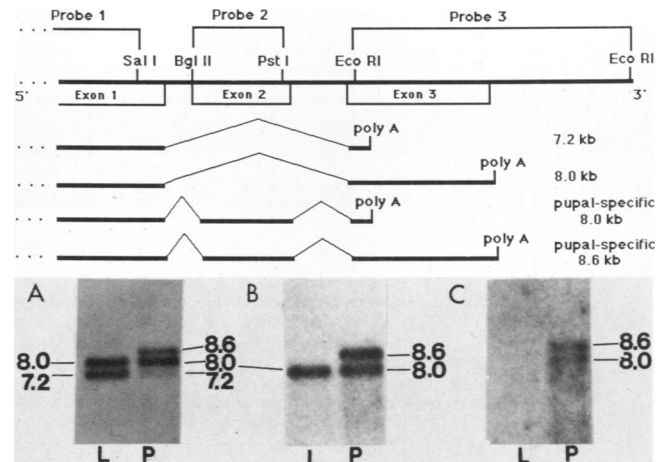 Probe 1 Probe 2 Probe 3
Sal I Bgl II Pst I Eco RI Eco RI
5' Exon 1 Exon 2 Exon 3 3'
poly A 7.2 kb
poly A 8.0 kb
poly A pupal-specific
8.0 kb
poly A pupal-specific
8.6 kb
A B C
8.6 8.6 8.6
8.0 8.0 8.0 8.0
7.2 7.2
L P L P L P